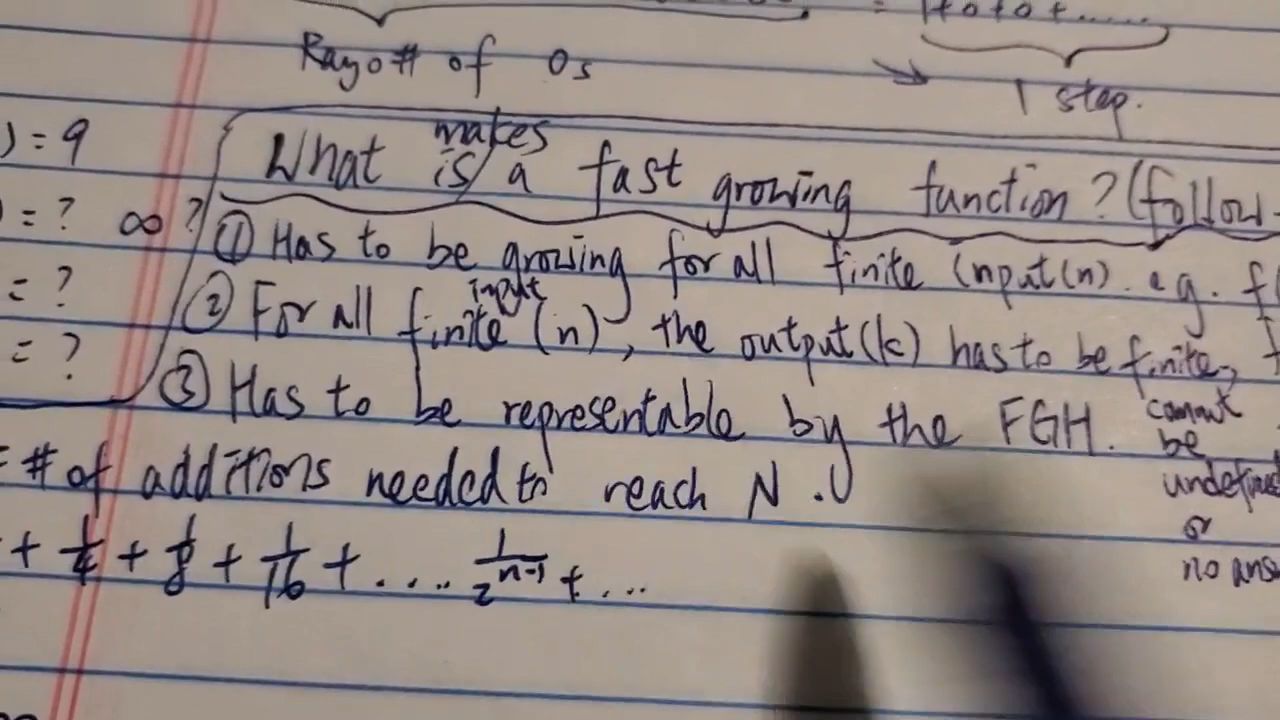 = 1+0+0+......
Rayo# of 0s
1 step.
) = 9
What is/makes a fast growing function? (follow
) = ? ∞?
① Has to be growing for all finite input(n). e.g. f
= ?
② For all finite input (n), the output(k) has to be finite,
= ?
③ Has to be representable by the FGH.
cannot
be
undefined
or
no ans
= # of additions needed to reach N.
+ 1/4 + 1/8 + 1/16 + .... 1/2^n-1 + ...